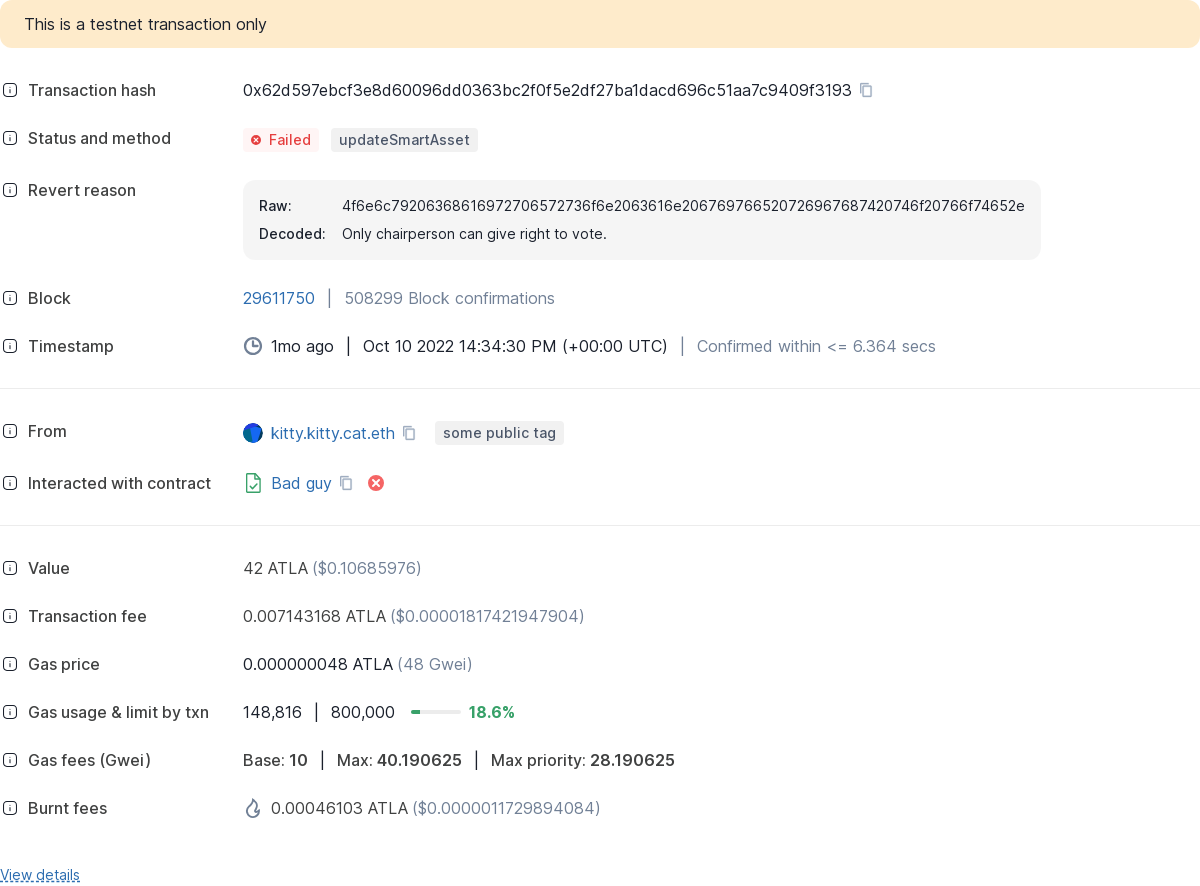 This is a testnet transaction only
Transaction hash 0x62d597ebcf3e8d60096dd0363bc2f0f5e2df27ba1dacd696c51aa7c9409f3193
Status and method Failed updateSmartAsset
Revert reason Raw: 4f6e6c79206368616972706572736f6e2063616e206769766520726967687420746f20766f74652e
Decoded: Only chairperson can give right to vote.
Block 29611750 | 508299 Block confirmations
Timestamp 1mo ago | Oct 10 2022 14:34:30 PM (+00:00 UTC) | Confirmed within <= 6.364 secs
From kitty.kitty.cat.eth some public tag
Interacted with contract Bad guy
Value 42 ATLA ($0.10685976)
Transaction fee 0.007143168 ATLA ($0.00001817421947904)
Gas price 0.000000048 ATLA (48 Gwei)
Gas usage & limit by txn 148,816 | 800,000 18.6%
Gas fees (Gwei) Base: 10 | Max: 40.190625 | Max priority: 28.190625
Burnt fees 0.00046103 ATLA ($0.0000011729894084)
View details